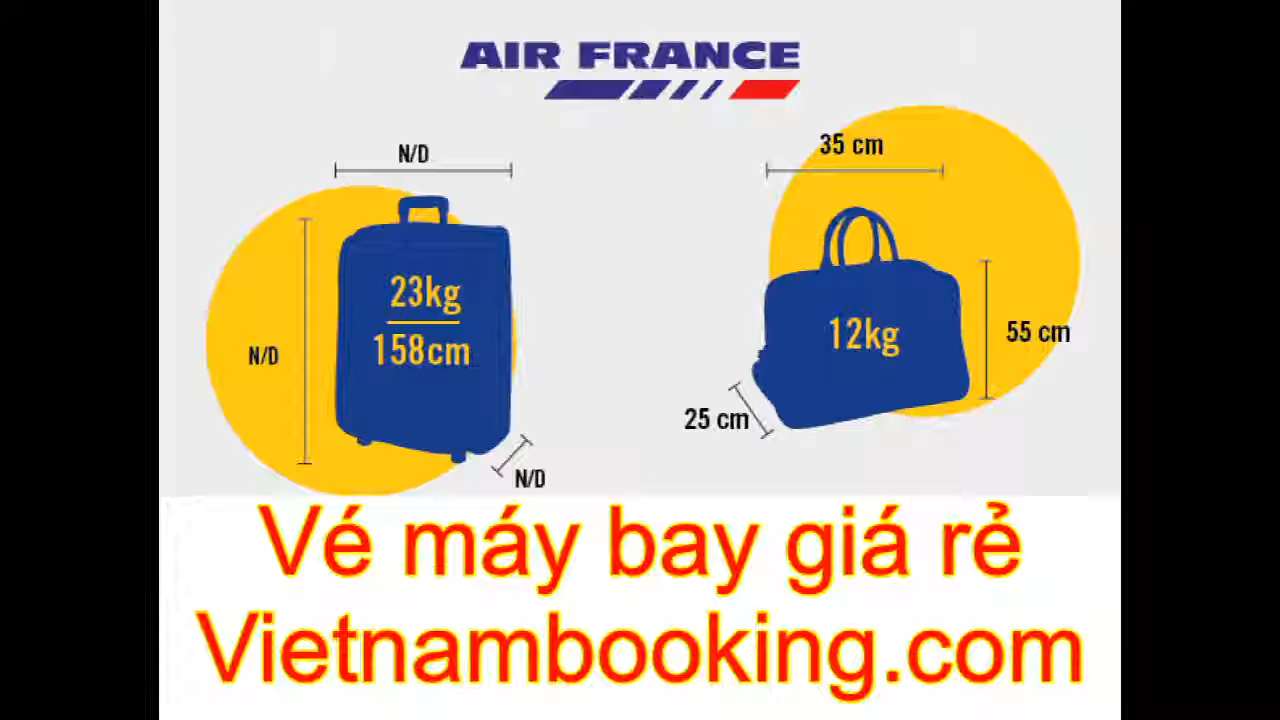 AIR FRANCE
N/D
35 cm
N/D
23kg
158cm
N/D
12kg
55 cm
25 cm
Vé máy bay giá rẻ
Vietnambooking.com